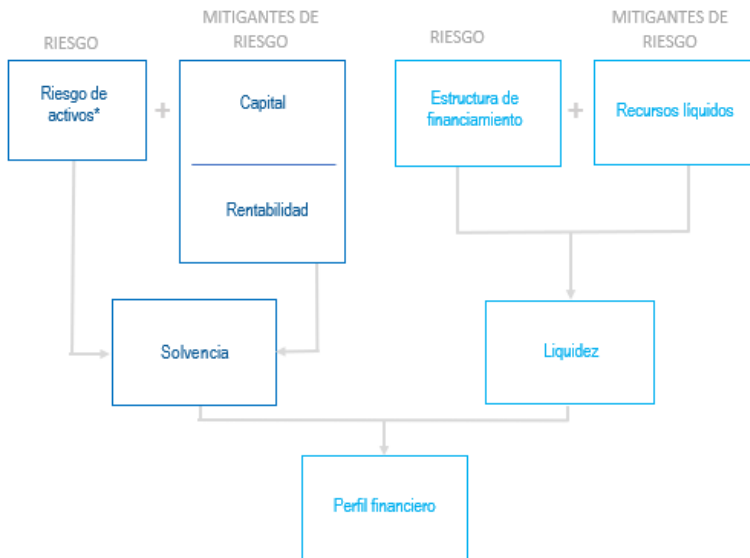 RIESGO
MITIGANTES DE
RIESGO
RIESGO
MITIGANTES DE
RIESGO
Riesgo de
activos*
+
Capital
Rentabilidad
Estructura de
financiamiento
+
Recursos líquidos
Solvencia
Liquidez
Perfil financiero